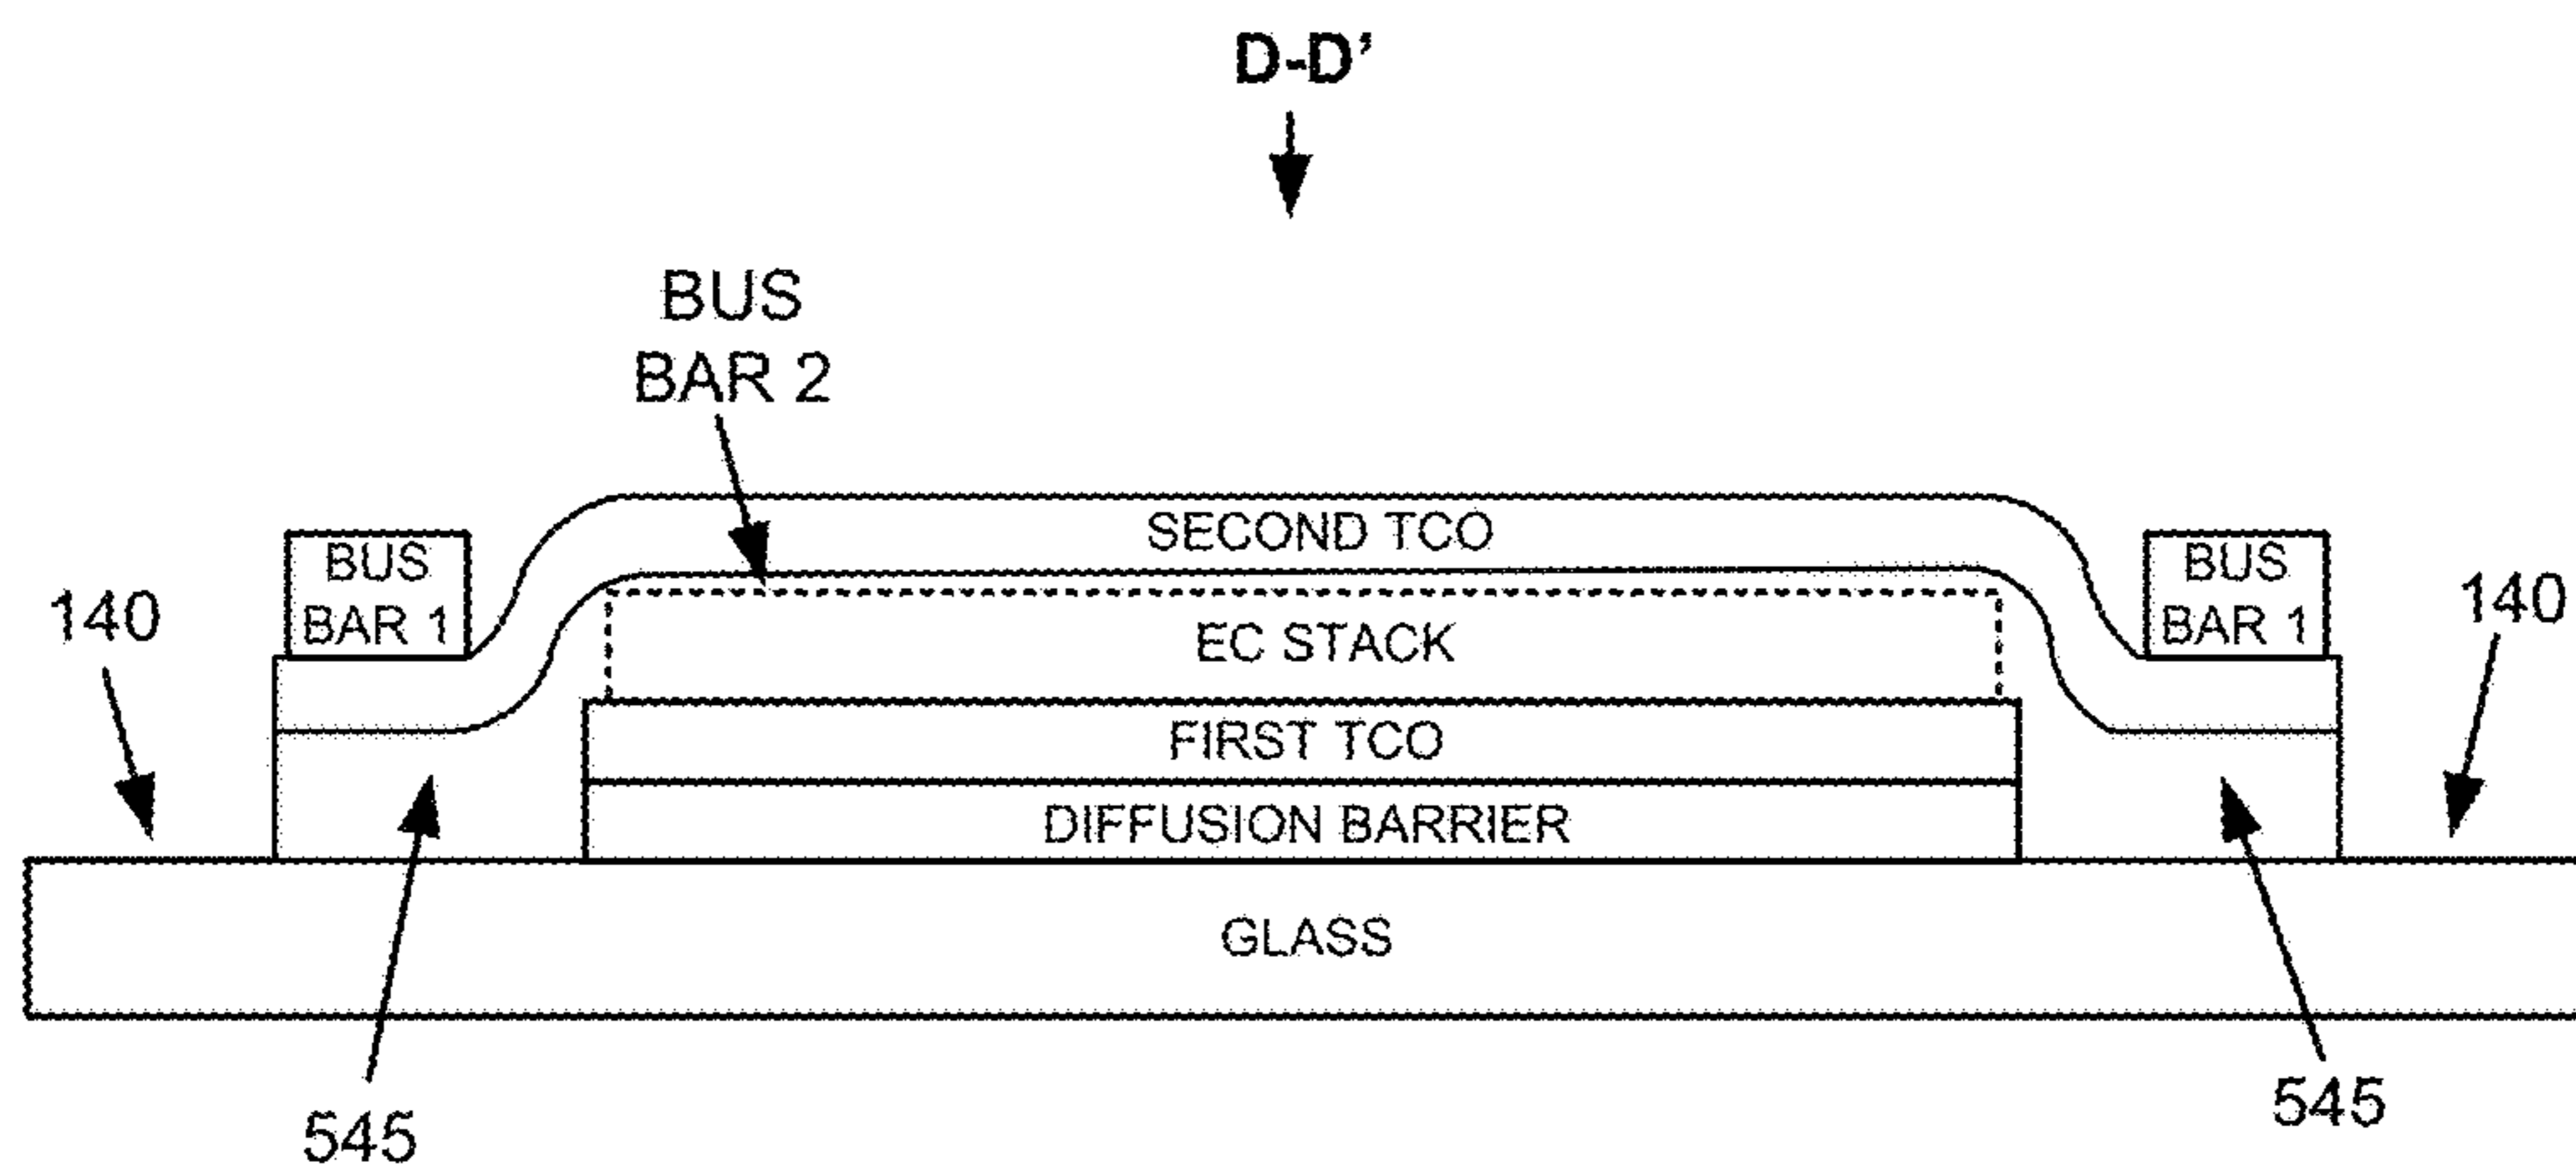 D-D’
BUS
BAR 2
SECOND TCO
BUS
BAR 1
BUS
BAR 1
140
140
EC STACK
FIRST TCO
DIFFUSION BARRIER
GLASS
545
545